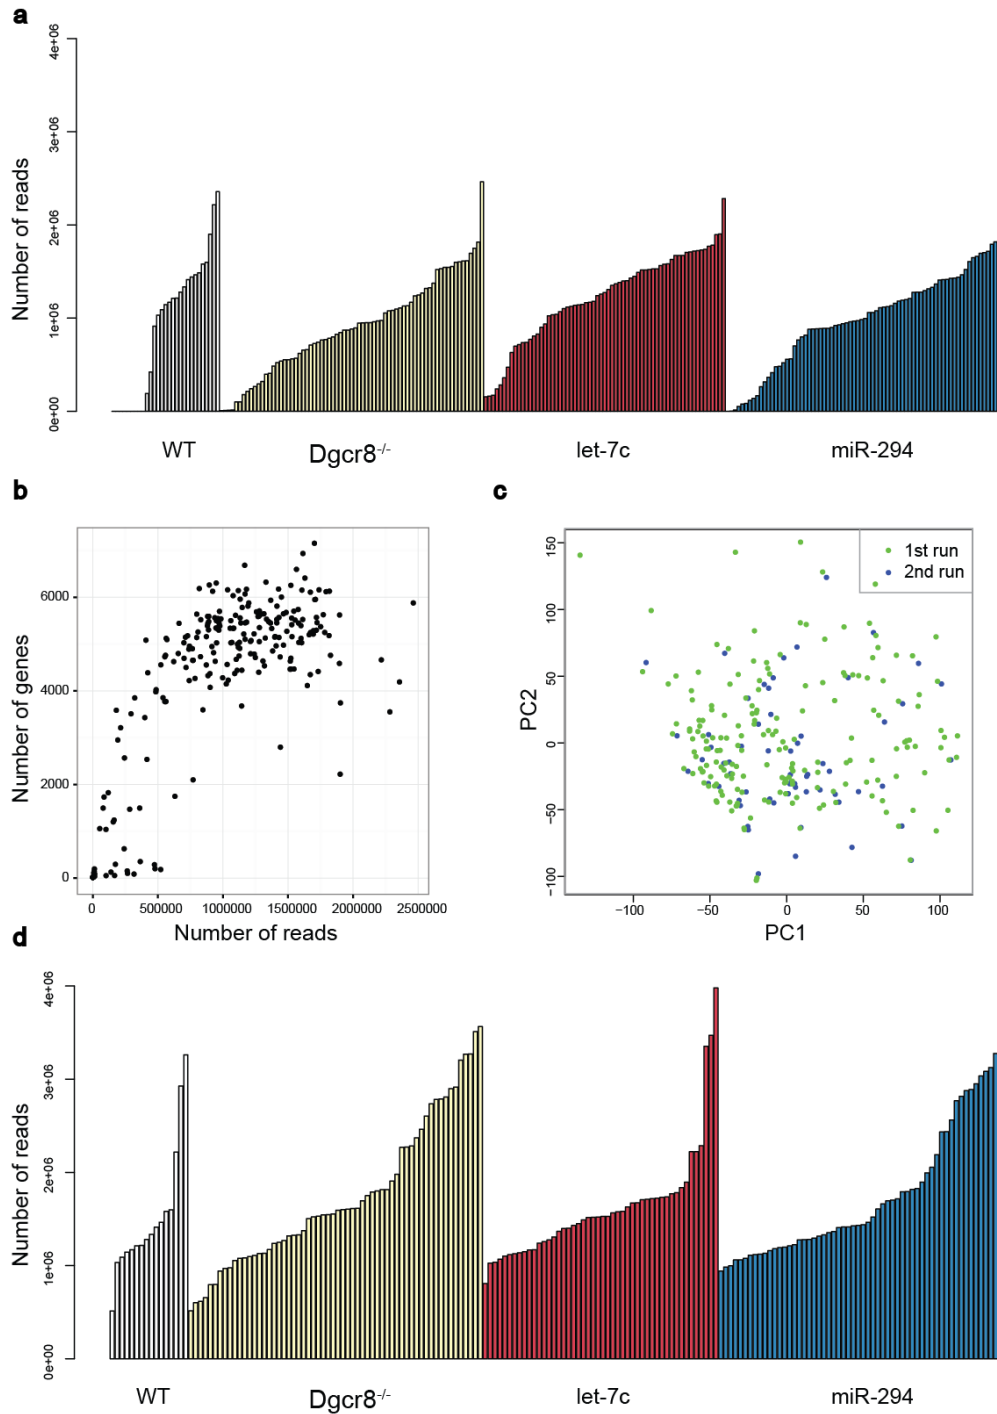 a
Number of reads
4e+06
3e+06
2e+06
1e+06
0e+00
WT
Dgcr8-/-
let-7c
miR-294
b
Number of genes
6000
4000
2000
0
0 500000 1000000 1500000 2000000 2500000
Number of reads
c
1st run
2nd run
PC2
150
100
50
0
−50
−100
−100 −50 0 50 100
PC1
d
Number of reads
4e+06
3e+06
2e+06
1e+06
0e+00
WT
Dgcr8-/-
let-7c
miR-294